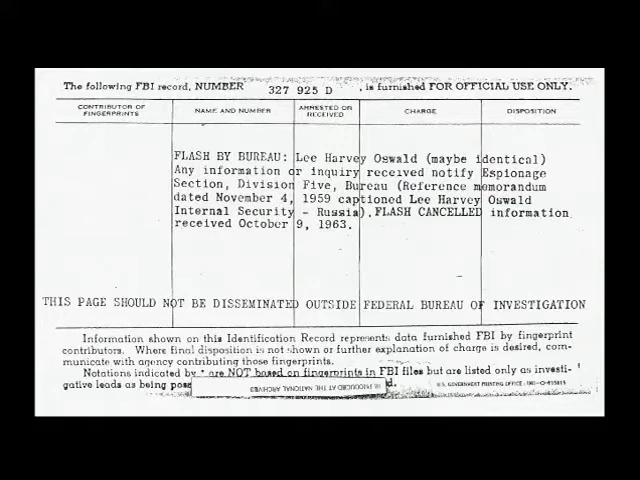 The following FBI record, NUMBER 327 925 D , is furnished FOR OFFICIAL USE ONLY.
CONTRIBUTOR OF FINGERPRINTS NAME AND NUMBER ARRESTED OR RECEIVED CHARGE DISPOSITION
FLASH BY BUREAU: Lee Harvey Oswald (maybe identical)
Any information or inquiry received notify Espionage
Section, Division Five, Bureau (Reference memorandum
dated November 4, 1959 captioned Lee Harvey Oswald
Internal Security - Russia). FLASH CANCELLED information
received October 9, 1963.
THIS PAGE SHOULD NOT BE DISSEMINATED OUTSIDE FEDERAL BUREAU OF INVESTIGATION
Information shown on this Identification Record represents data furnished FBI by fingerprint
contributors. Where final disposition is not shown or further explanation of charge is desired, com-
municate with agency contributing those fingerprints.
Notations indicated by * are NOT based on fingerprints in FBI files but are listed only as investi-
gative leads as being
REPRODUCED AT THE NATIONAL ARCHIVES
U.S. GOVERNMENT PRINTING OFFICE